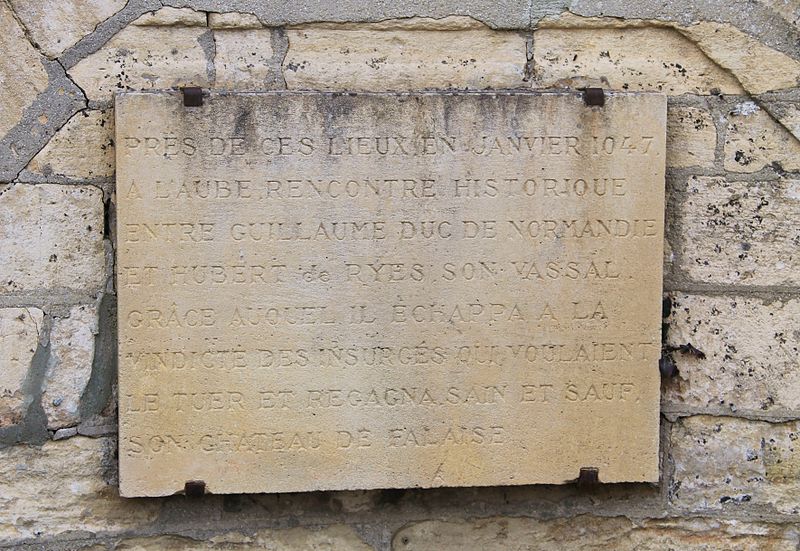 PRÈS DE CES LIEUX, EN JANVIER 1047,
A L'AUBE, RENCONTRE HISTORIQUE
ENTRE GUILLAUME DUC DE NORMANDIE
ET HUBERT de RYES SON VASSAL.
GRÂCE AUQUEL IL ÉCHAPPA A LA
VINDICTE DES INSURGÉS QUI VOULAIENT
LE TUER ET REGAGNA SAIN ET SAUF,
SON CHÂTEAU DE FALAISE.